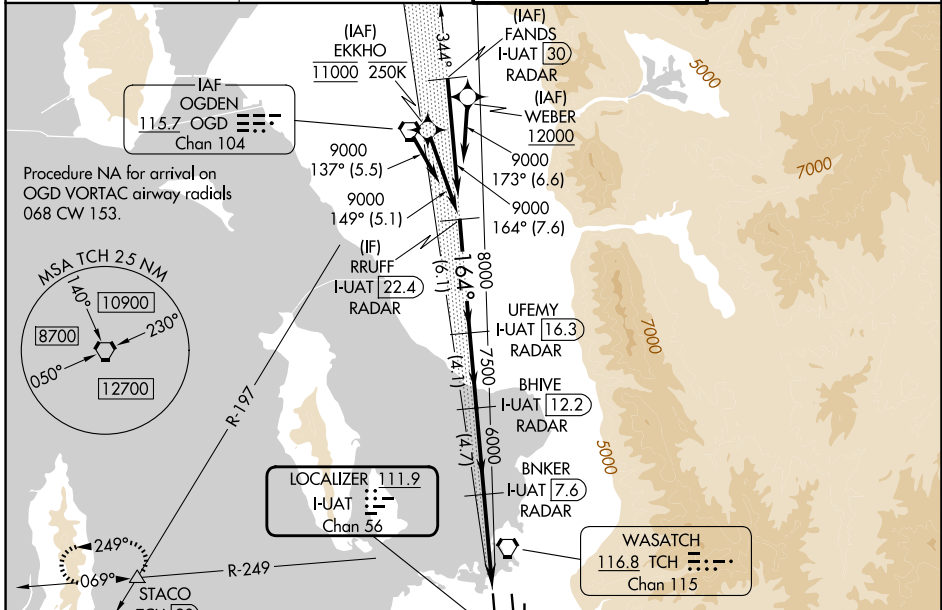 (IAF)
EKKHO
11000 250K
344°
(IAF)
FANDS
I-UAT 30
RADAR
5000
IAF
OGDEN
115.7 OGD
Chan 104
(IAF)
WEBER
12000
Procedure NA for arrival on
OGD VORTAC airway radials
068 CW 153.
9000
137° (5.5)
9000
149° (5.1)
9000
173° (6.6)
9000
164° (7.6)
7000
(IF)
RRUFF
I-UAT 22.4
RADAR
164°
(6.1)
8000
MSA TCH 25 NM
140°
10900
8700
230°
050°
12700
UFEMY
I-UAT 16.3
RADAR
7000
(4.1)
7500
BHIVE
I-UAT 12.2
RADAR
R-197
(4.7)
6000
5000
LOCALIZER 111.9
I-UAT
Chan 56
BNKER
I-UAT 7.6
RADAR
WASATCH
116.8 TCH
Chan 115
249°
069°
R-249
STACO